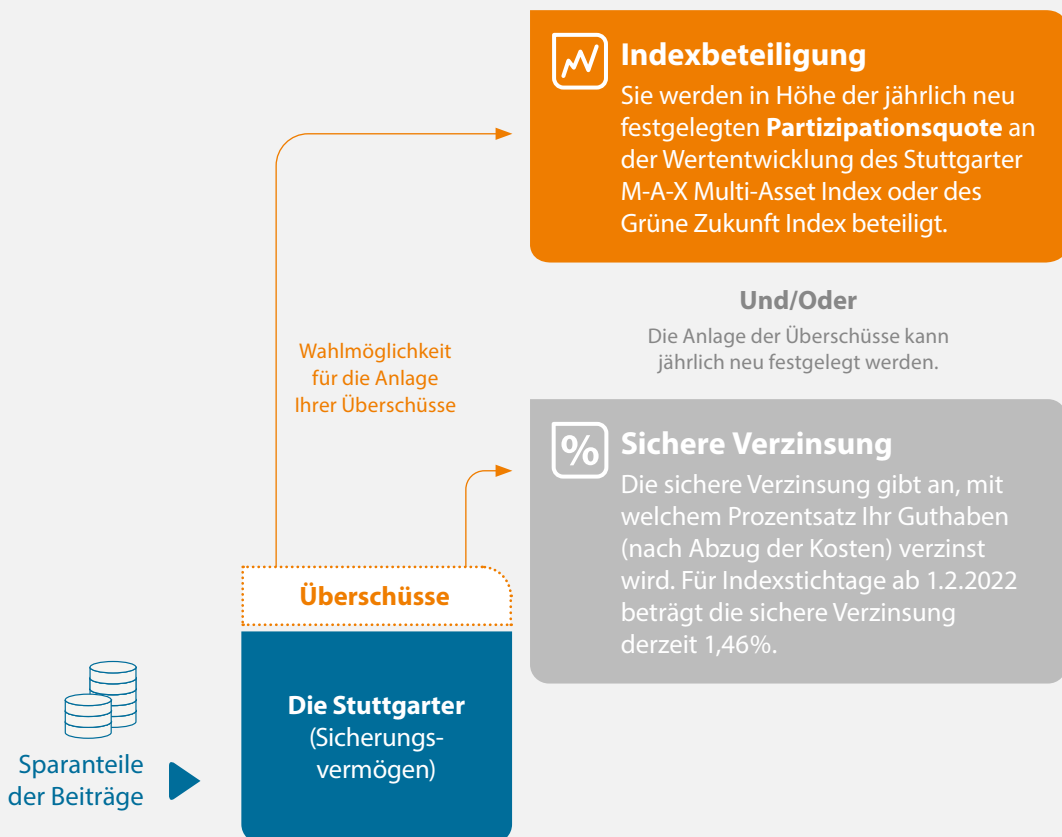 Indexbeteiligung
Sie werden in Höhe der jährlich neu
festgelegten Partizipationsquote an
der Wertentwicklung des Stuttgarter
M-A-X Multi-Asset Index oder des
Grüne Zukunft Index beteiligt.
Und/Oder
Die Anlage der Überschüsse kann
jährlich neu festgelegt werden.
Wahlmöglichkeit
für die Anlage
Ihrer Überschüsse
%
Sichere Verzinsung
Die sichere Verzinsung gibt an, mit
welchem Prozentsatz Ihr Guthaben
(nach Abzug der Kosten) verzinst
wird. Für Indexstichtage ab 1.2.2022
beträgt die sichere Verzinsung
derzeit 1,46%.
Überschüsse
Die Stuttgarter
(Sicherungs-
vermögen)
Sparanteile
der Beiträge